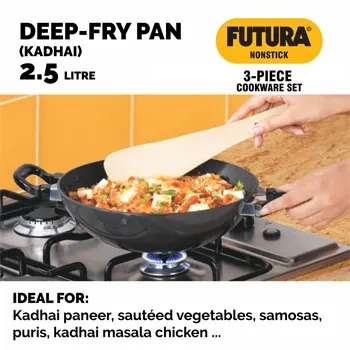 DEEP-FRY PAN
(KADHAI)
2.5 LITRE
FUTURA®
NONSTICK
3-PIECE
COOKWARE SET
IDEAL FOR:
Kadhai paneer, sautéed vegetables, samosas,
puris, kadhai masala chicken ...